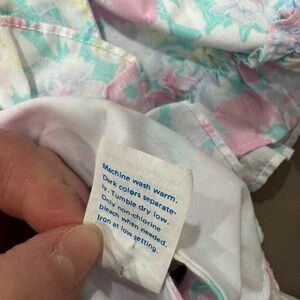 Machine wash warm.
Dark colors separate-
ly. Tumble dry low.
Only non-chlorine
bleach when needed.
Iron at low setting.